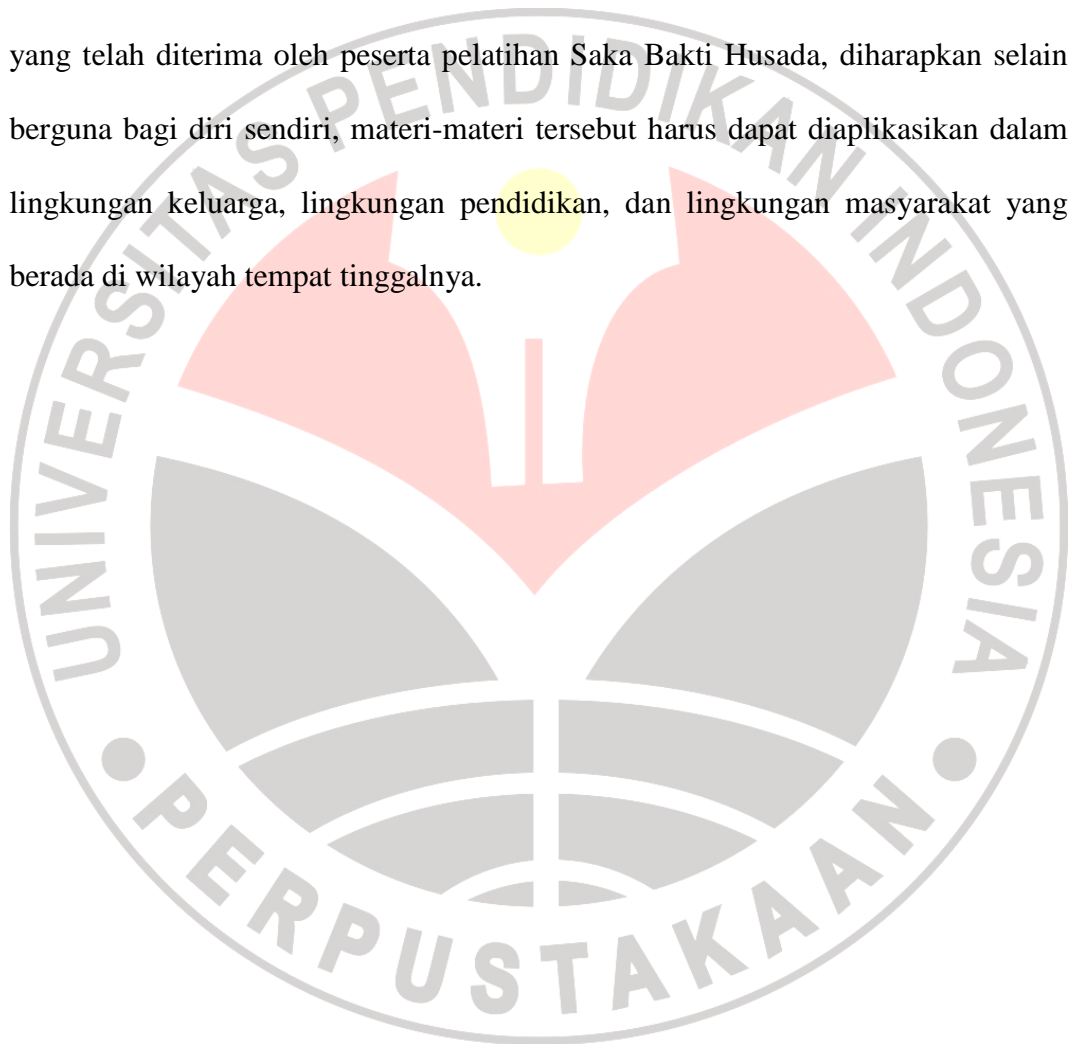 yang telah diterima oleh peserta pelatihan Saka Bakti Husada, diharapkan selain
berguna bagi diri sendiri, materi-materi tersebut harus dapat diaplikasikan dalam
lingkungan keluarga, lingkungan pendidikan, dan lingkungan masyarakat yang
berada di wilayah tempat tinggalnya.
UNIVERSITAS PENDIDIKAN INDONESIA
PERPUSTAKAAN